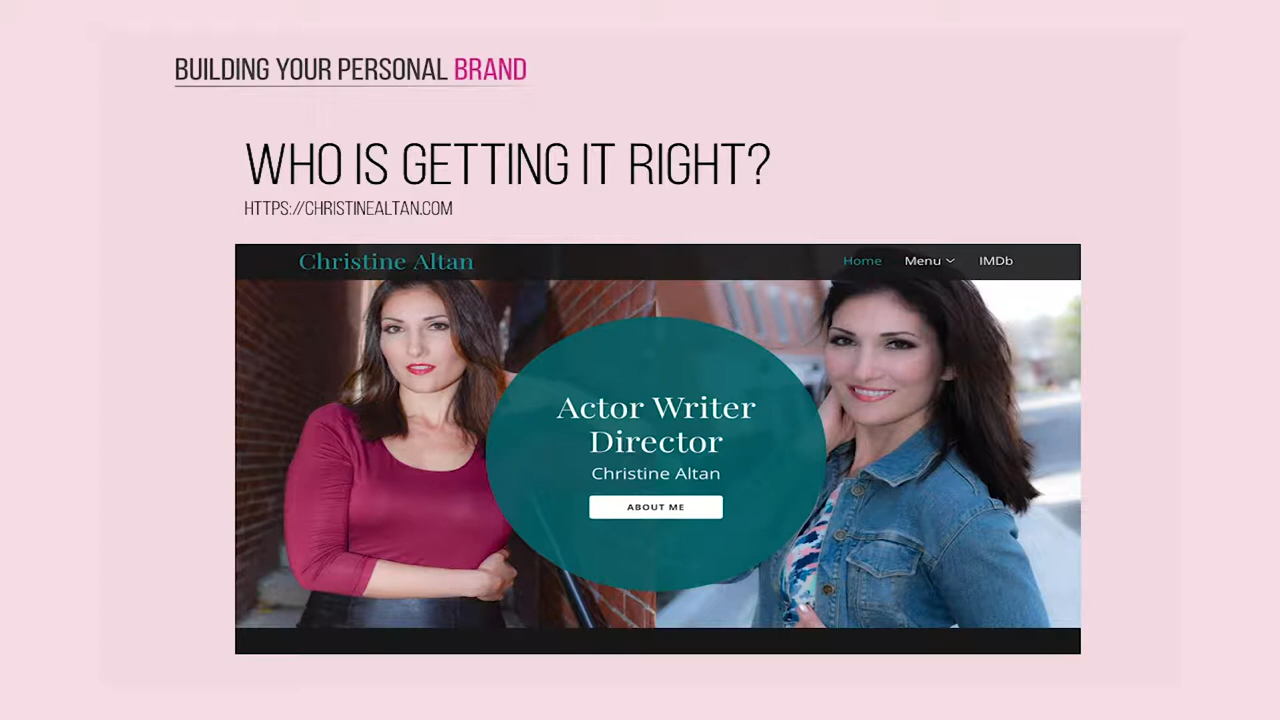 BUILDING YOUR PERSONAL BRAND
WHO IS GETTING IT RIGHT?
HTTPS://CHRISTINEALTAN.COM
Christine Altan
Home Menu IMDb
Actor Writer
Director
Christine Altan
ABOUT ME